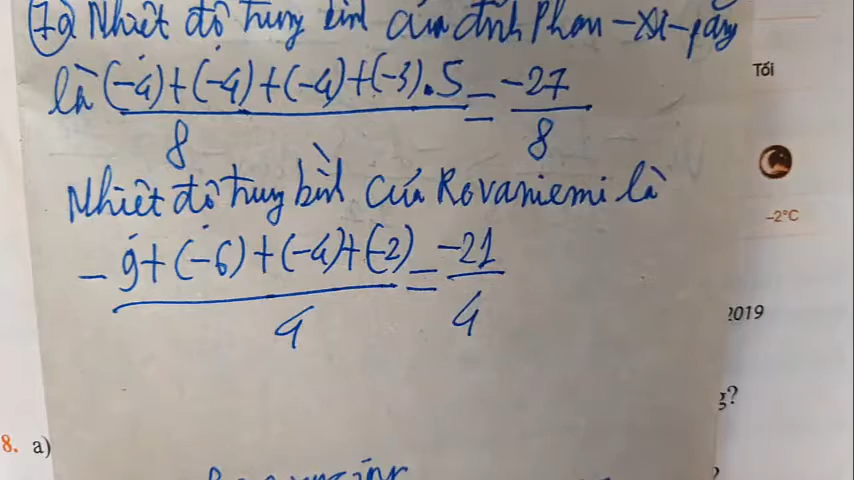 7a Nhiệt độ trung bình của đỉnh Phan-xi-păng
là (-4)+(-4)+(-4)+(-3).5 = -27
8 8
Nhiệt độ trung bình của Rovaniemi là
-9+(-6)+(-4)+(-2) = -21
4 4
Tối
-2°C
2019
g?
8. a)